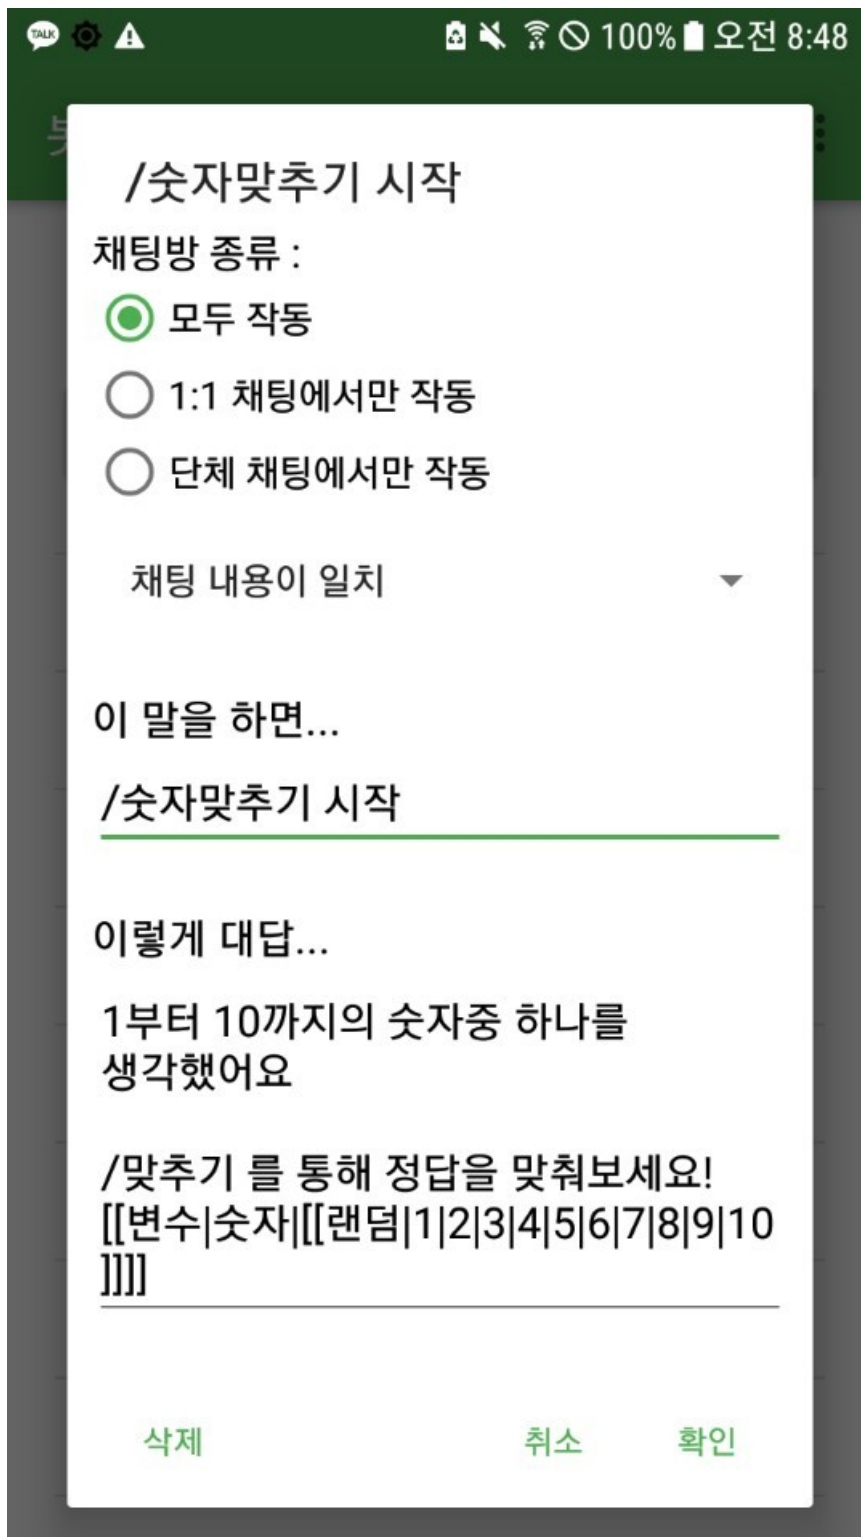 TALK 100% 오전 8:48
/숫자맞추기 시작
채팅방 종류 :
모두 작동
1:1 채팅에서만 작동
단체 채팅에서만 작동
채팅 내용이 일치
이 말을 하면...
/숫자맞추기 시작
이렇게 대답...
1부터 10까지의 숫자중 하나를
생각했어요
/맞추기 를 통해 정답을 맞춰보세요!
[[변수|숫자|[[랜덤|1|2|3|4|5|6|7|8|9|10
]]]]
삭제 취소 확인